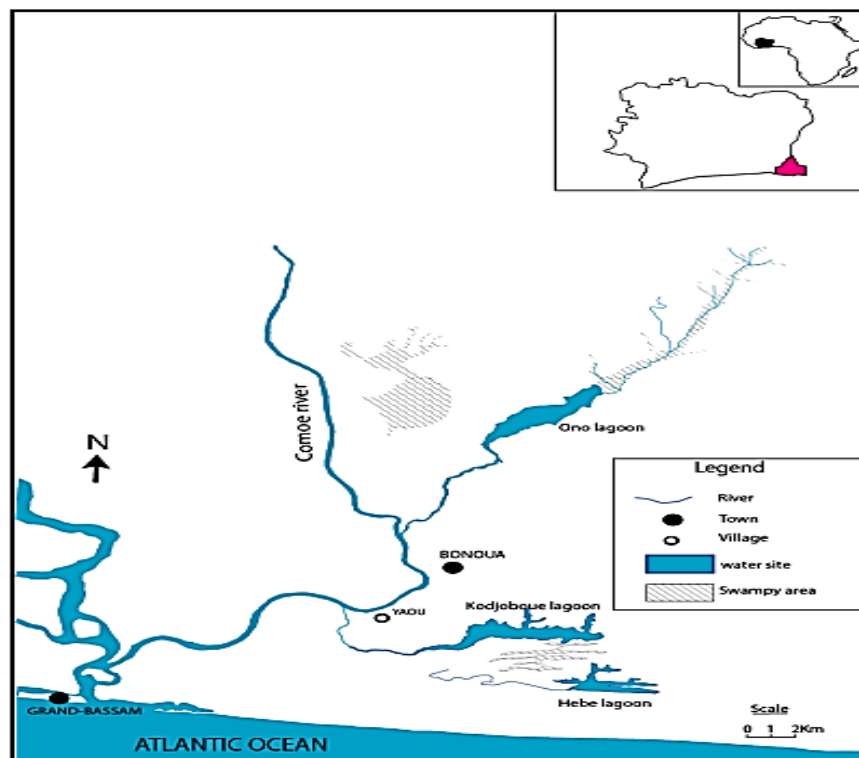 Comoe river
Ono lagoon
N
Legend
River
Town
Village
water site
Swampy area
BONOUA
YAOU
Kodjoboue lagoon
Hebe lagoon
GRAND-BASSAM
ATLANTIC OCEAN
Scale
0 1 2Km